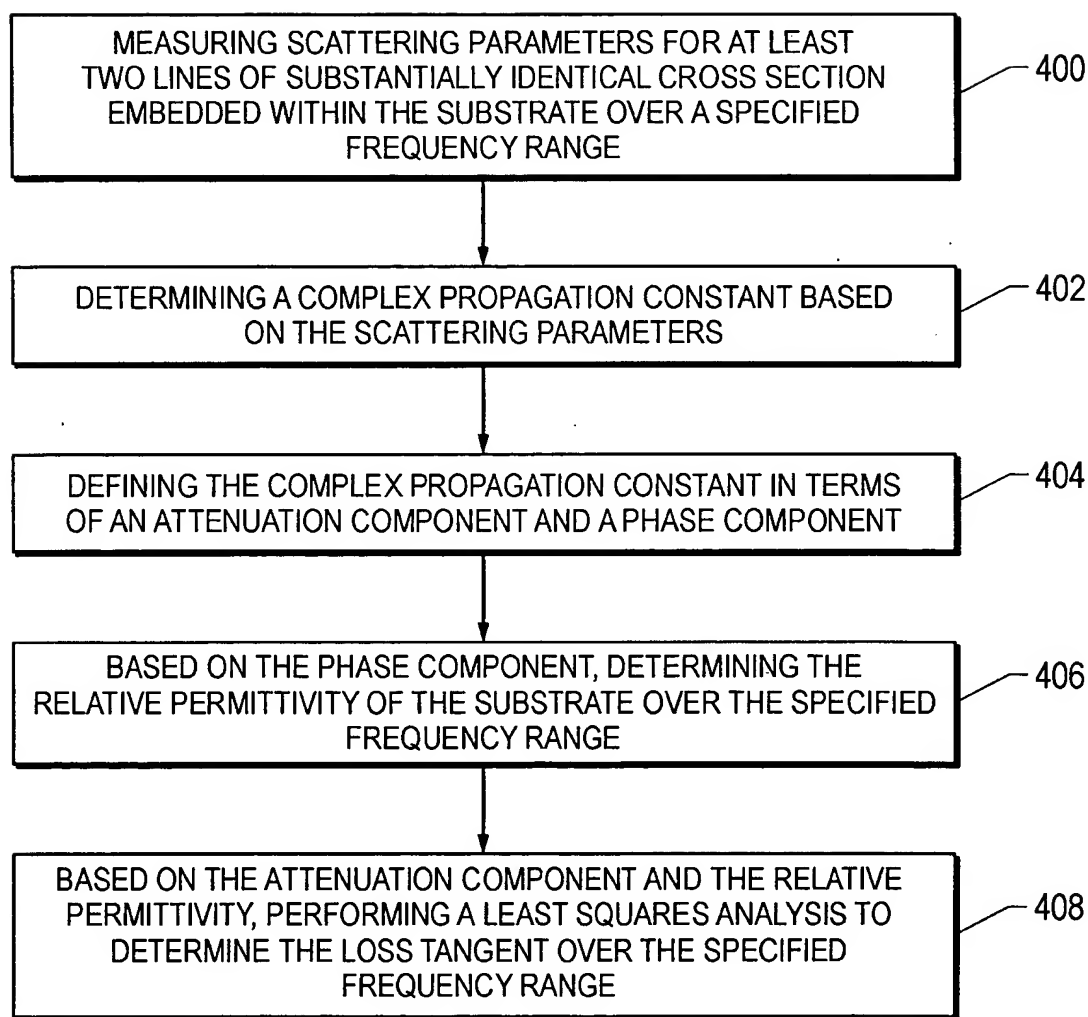 MEASURING SCATTERING PARAMETERS FOR AT LEAST
TWO LINES OF SUBSTANTIALLY IDENTICAL CROSS SECTION
EMBEDDED WITHIN THE SUBSTRATE OVER A SPECIFIED
FREQUENCY RANGE
400
DETERMINING A COMPLEX PROPAGATION CONSTANT BASED
ON THE SCATTERING PARAMETERS
402
DEFINING THE COMPLEX PROPAGATION CONSTANT IN TERMS
OF AN ATTENUATION COMPONENT AND A PHASE COMPONENT
404
BASED ON THE PHASE COMPONENT, DETERMINING THE
RELATIVE PERMITTIVITY OF THE SUBSTRATE OVER THE SPECIFIED
FREQUENCY RANGE
406
BASED ON THE ATTENUATION COMPONENT AND THE RELATIVE
PERMITTIVITY, PERFORMING A LEAST SQUARES ANALYSIS TO
DETERMINE THE LOSS TANGENT OVER THE SPECIFIED
FREQUENCY RANGE
408